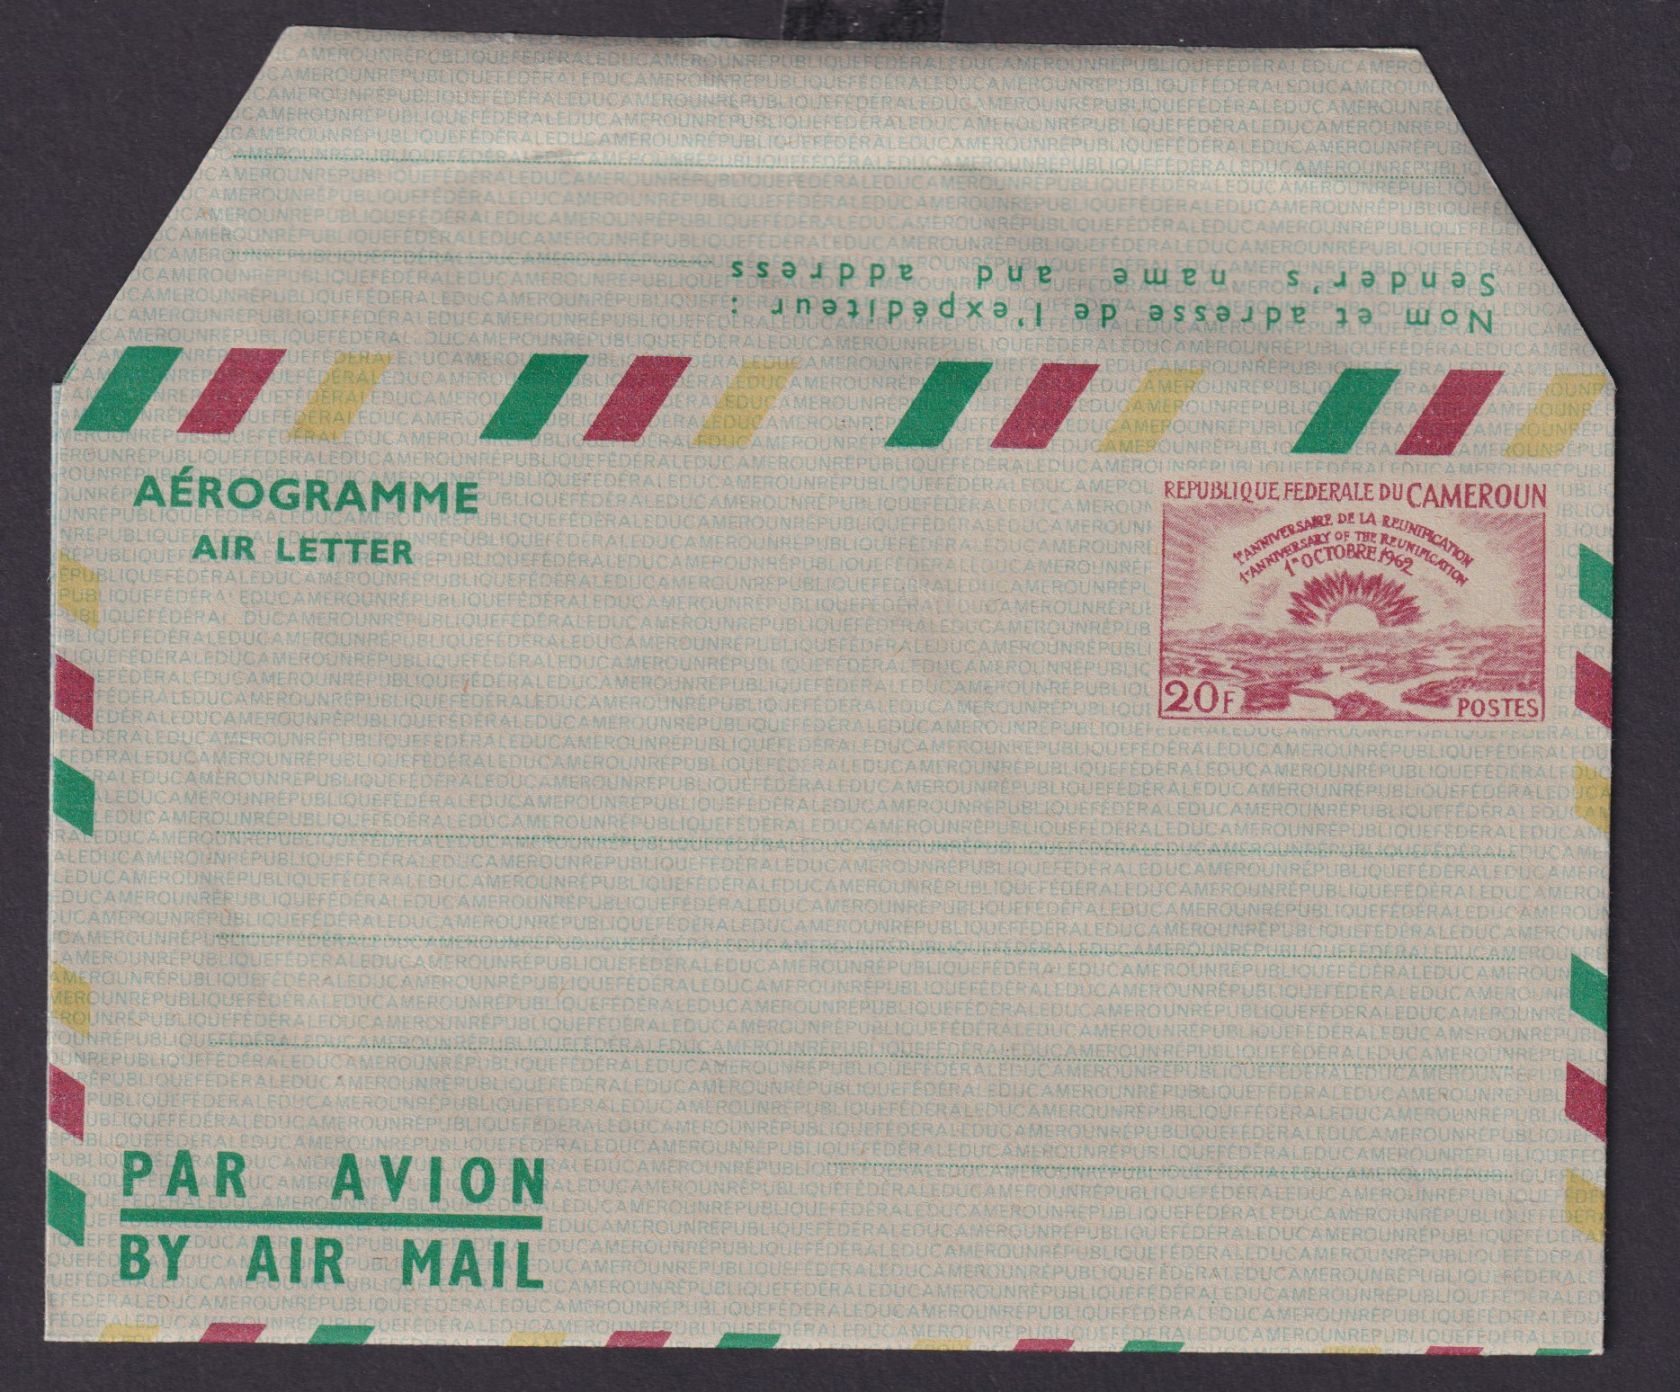 Nom et adresse de l'expéditeur :
Sender's name and address
AÉROGRAMME
AIR LETTER
REPUBLIQUE FEDERALE DU CAMEROUN
1er ANNIVERSAIRE DE LA REUNIFICATION
1st ANNIVERSARY OF THE REUNIFICATION
1er OCTOBRE 1962
20F
POSTES
PAR AVION
BY AIR MAIL